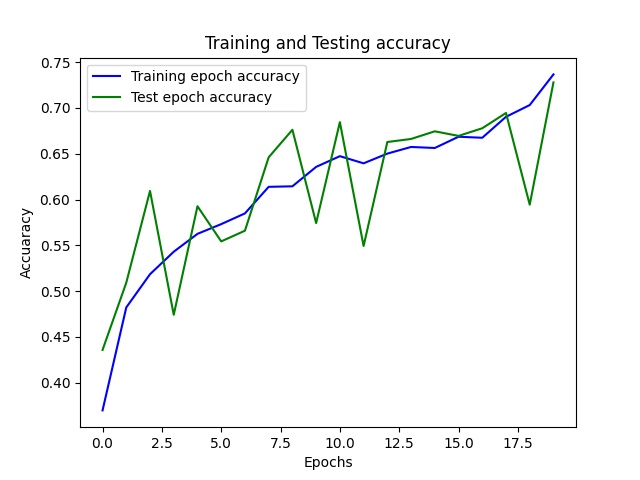 Training and Testing accuracy
Training epoch accuracy
Test epoch accuracy
Accuaracy
0.75
0.70
0.65
0.60
0.55
0.50
0.45
0.40
0.0 2.5 5.0 7.5 10.0 12.5 15.0 17.5
Epochs